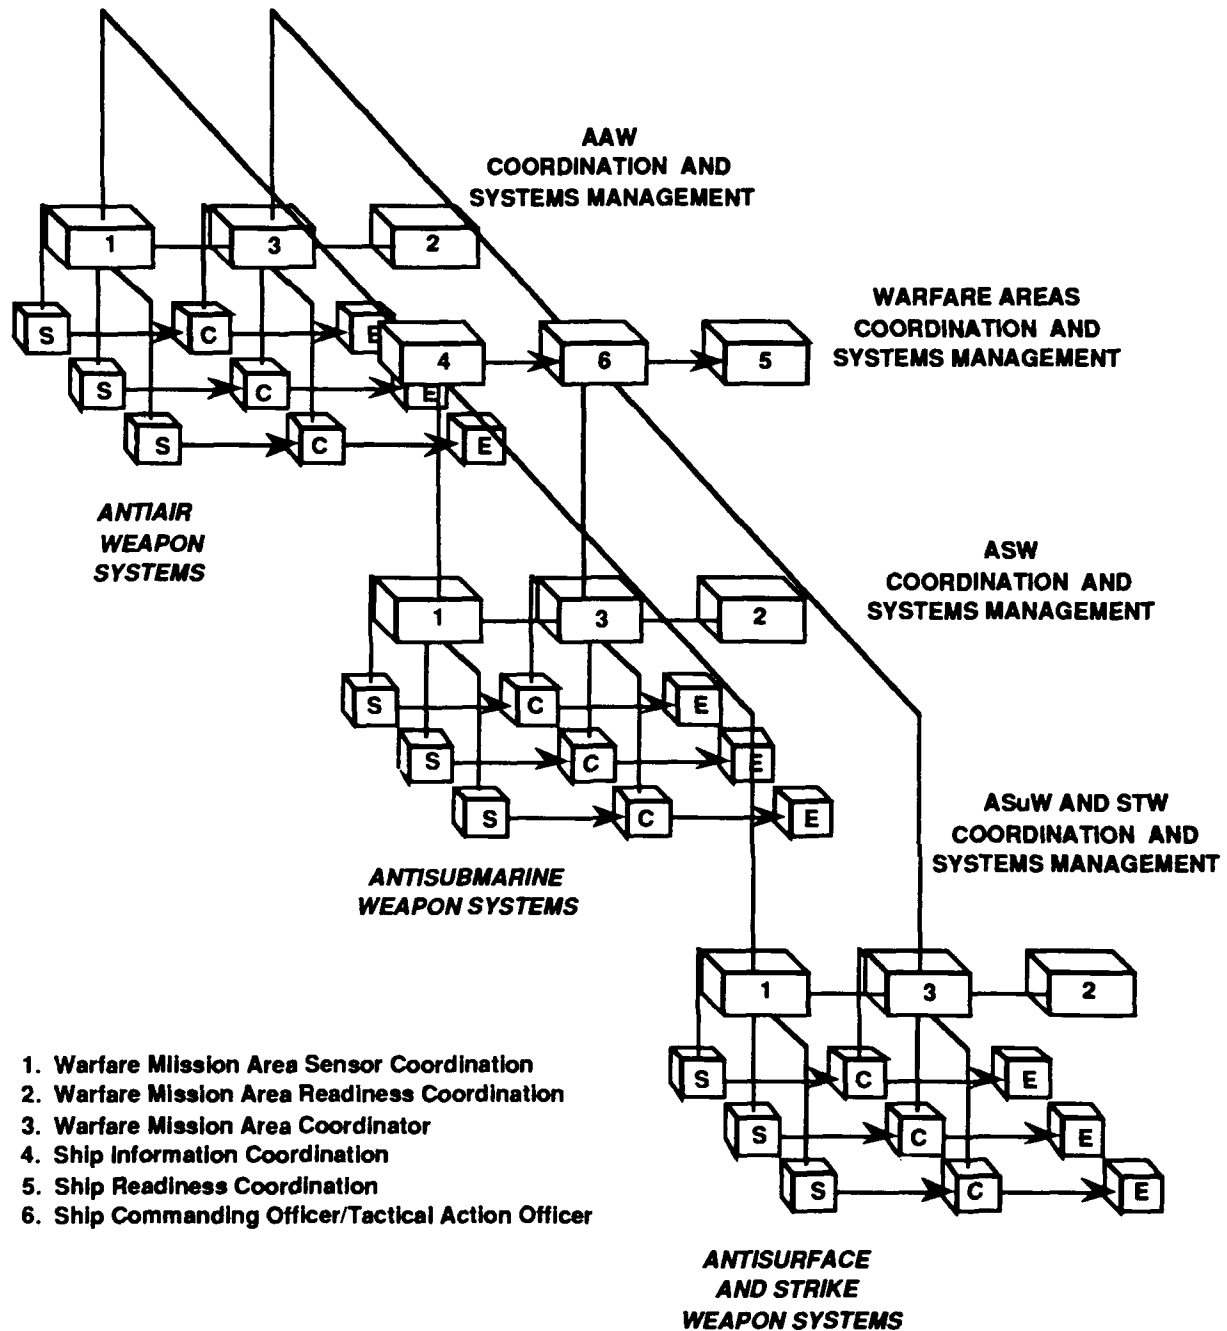 AAW
COORDINATION AND
SYSTEMS MANAGEMENT
1
3
2
S
C
E
WARFARE AREAS
COORDINATION AND
SYSTEMS MANAGEMENT
4
6
5
S
C
E
S
C
E
ANTIAIR
WEAPON
SYSTEMS
ASW
COORDINATION AND
SYSTEMS MANAGEMENT
1
3
2
S
C
E
S
C
E
S
C
E
ANTISUBMARINE
WEAPON SYSTEMS
ASuW AND STW
COORDINATION AND
SYSTEMS MANAGEMENT
1
3
2
S
C
E
S
C
E
S
C
E
1. Warfare Mlission Area Sensor Coordination
2. Warfare Mission Area Readiness Coordination
3. Warfare Mission Area Coordinator
4. Ship Information Coordination
5. Ship Readiness Coordination
6. Ship Commanding Officer/Tactical Action Officer
ANTISURFACE
AND STRIKE
WEAPON SYSTEMS